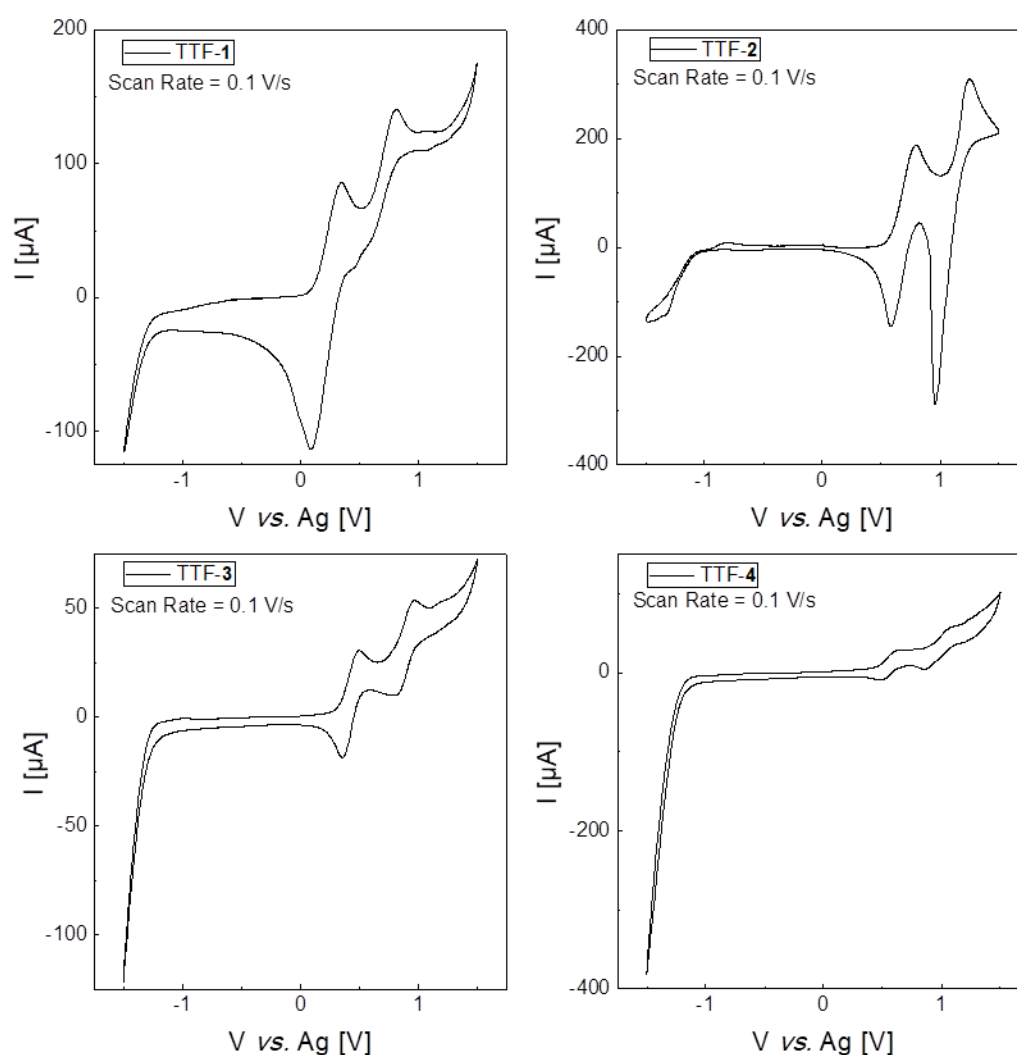 TTF-1
Scan Rate = 0.1 V/s
200
100
0
-100
I [µA]
-1
0
1
V vs. Ag [V]
TTF-2
Scan Rate = 0.1 V/s
400
200
0
-200
-400
I [µA]
-1
0
1
V vs. Ag [V]
TTF-3
Scan Rate = 0.1 V/s
50
0
-50
-100
I [µA]
-1
0
1
V vs. Ag [V]
TTF-4
Scan Rate = 0.1 V/s
0
-200
-400
I [µA]
-1
0
1
V vs. Ag [V]